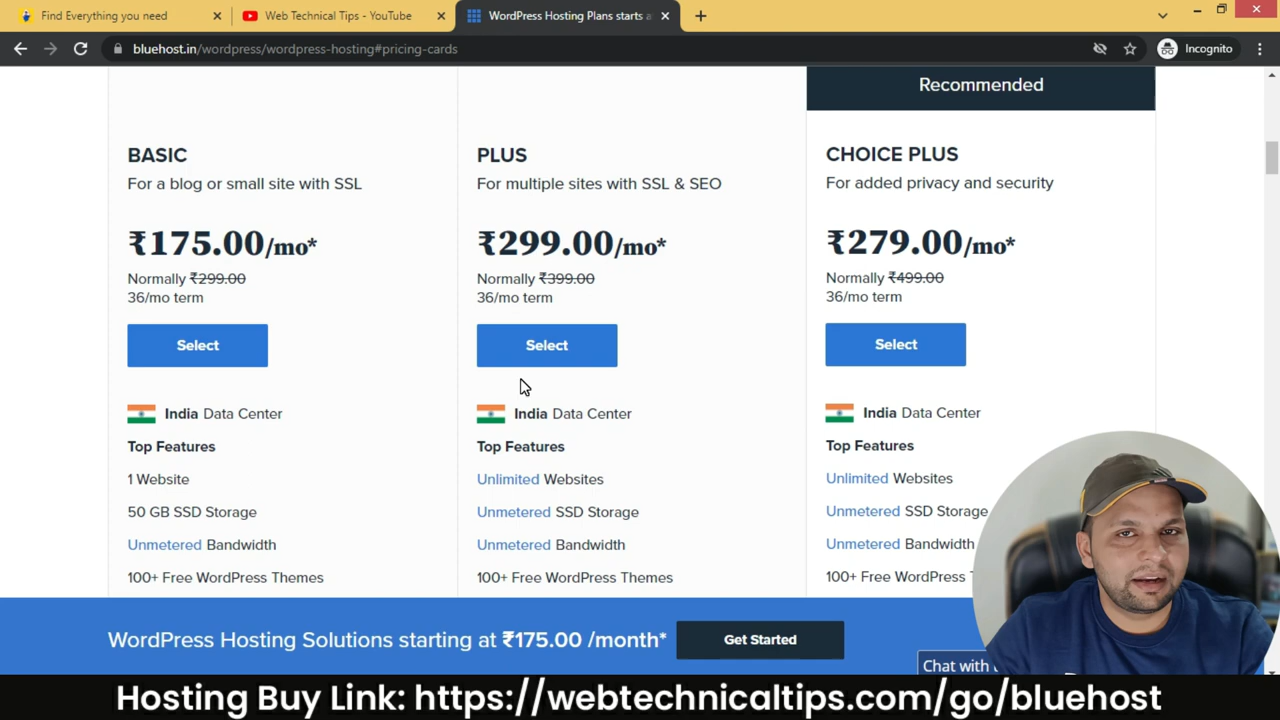 Find Everything you need
Web Technical Tips - YouTube
WordPress Hosting Plans starts
bluehost.in/wordpress/wordpress-hosting#pricing-cards
Incognito
Recommended
BASIC
For a blog or small site with SSL
₹175.00/mo*
Normally ₹299.00
36/mo term
Select
India Data Center
Top Features
1 Website
50 GB SSD Storage
Unmetered Bandwidth
100+ Free WordPress Themes
PLUS
For multiple sites with SSL & SEO
₹299.00/mo*
Normally ₹399.00
36/mo term
Select
India Data Center
Top Features
Unlimited Websites
Unmetered SSD Storage
Unmetered Bandwidth
100+ Free WordPress Themes
CHOICE PLUS
For added privacy and security
₹279.00/mo*
Normally ₹499.00
36/mo term
Select
India Data Center
Top Features
Unlimited Websites
Unmetered SSD Storage
Unmetered Bandwidth
100+ Free WordPress
WordPress Hosting Solutions starting at ₹175.00 /month*
Get Started
Chat with
Hosting Buy Link: https://webtechnicaltips.com/go/bluehost